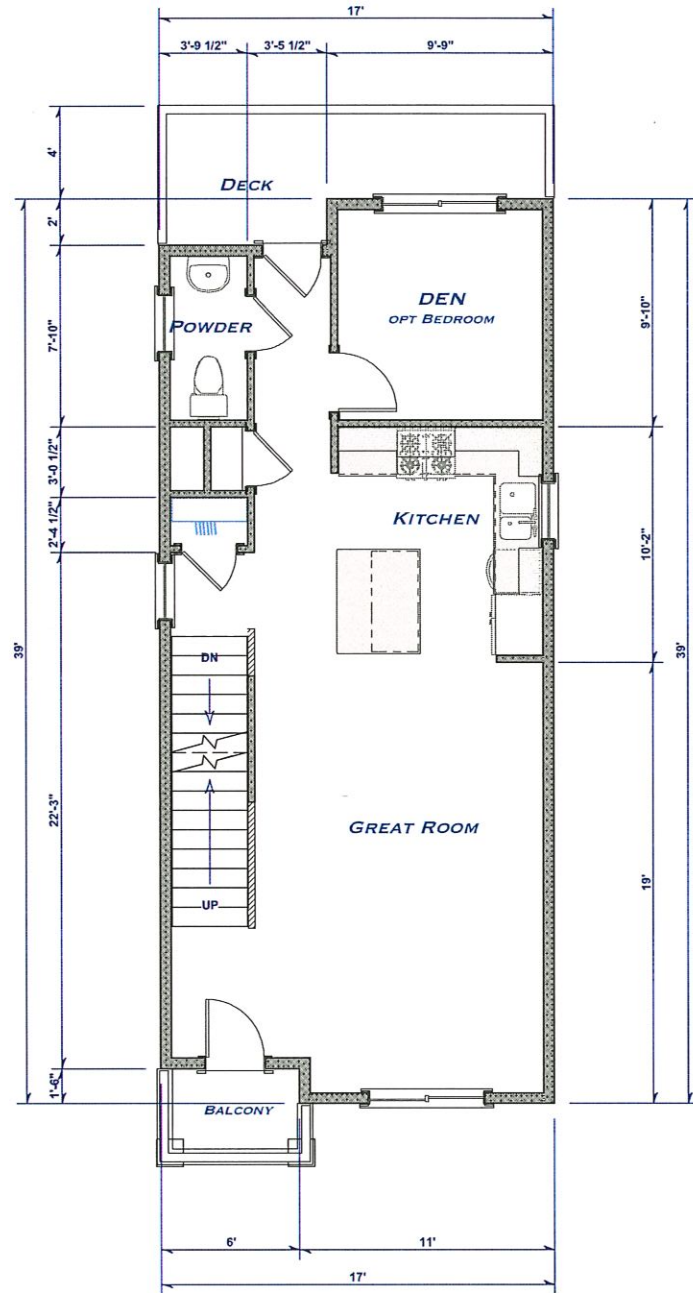 17'
3'-9 1/2" 3'-5 1/2" 9'-9"
4'
DECK
2'
7'-10"
POWDER
DEN
OPT BEDROOM
9'-10"
3'-0 1/2"
2'-4 1/2"
KITCHEN
10'-2"
39'
39'
DN
22'-3"
GREAT ROOM
19'
UP
1'-6"
BALCONY
6' 11'
17'